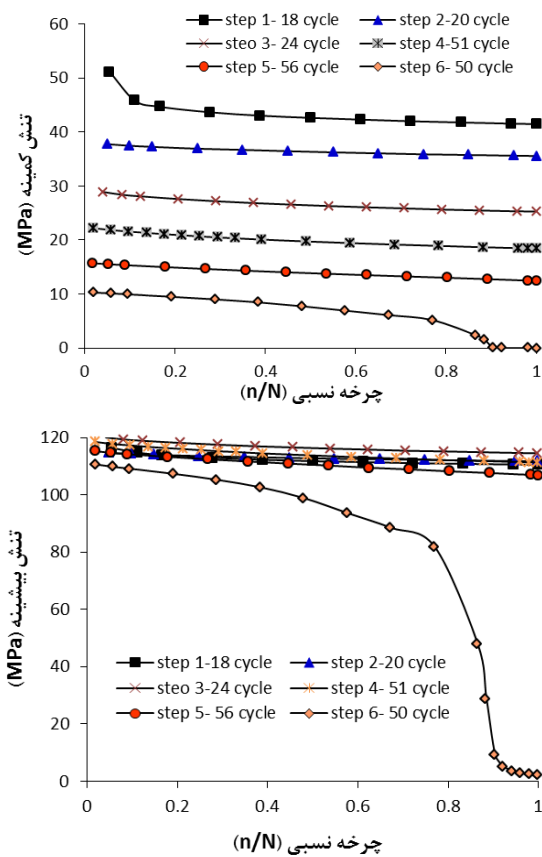 step 1- 18 cycle
step 2-20 cycle
steo 3- 24 cycle
step 4-51 cycle
step 5- 56 cycle
step 6- 50 cycle
تنش کمینه (MPa)
60
50
40
30
20
10
0
0 0.2 0.4 0.6 0.8 1
چرخه نسبی (n/N)
تنش بیشینه (MPa)
120
100
80
60
40
20
0
step 1-18 cycle
step 2-20 cycle
steo 3-24 cycle
step 4- 51 cycle
step 5- 56 cycle
step 6- 50 cycle
0 0.2 0.4 0.6 0.8 1
چرخه نسبی (n/N)